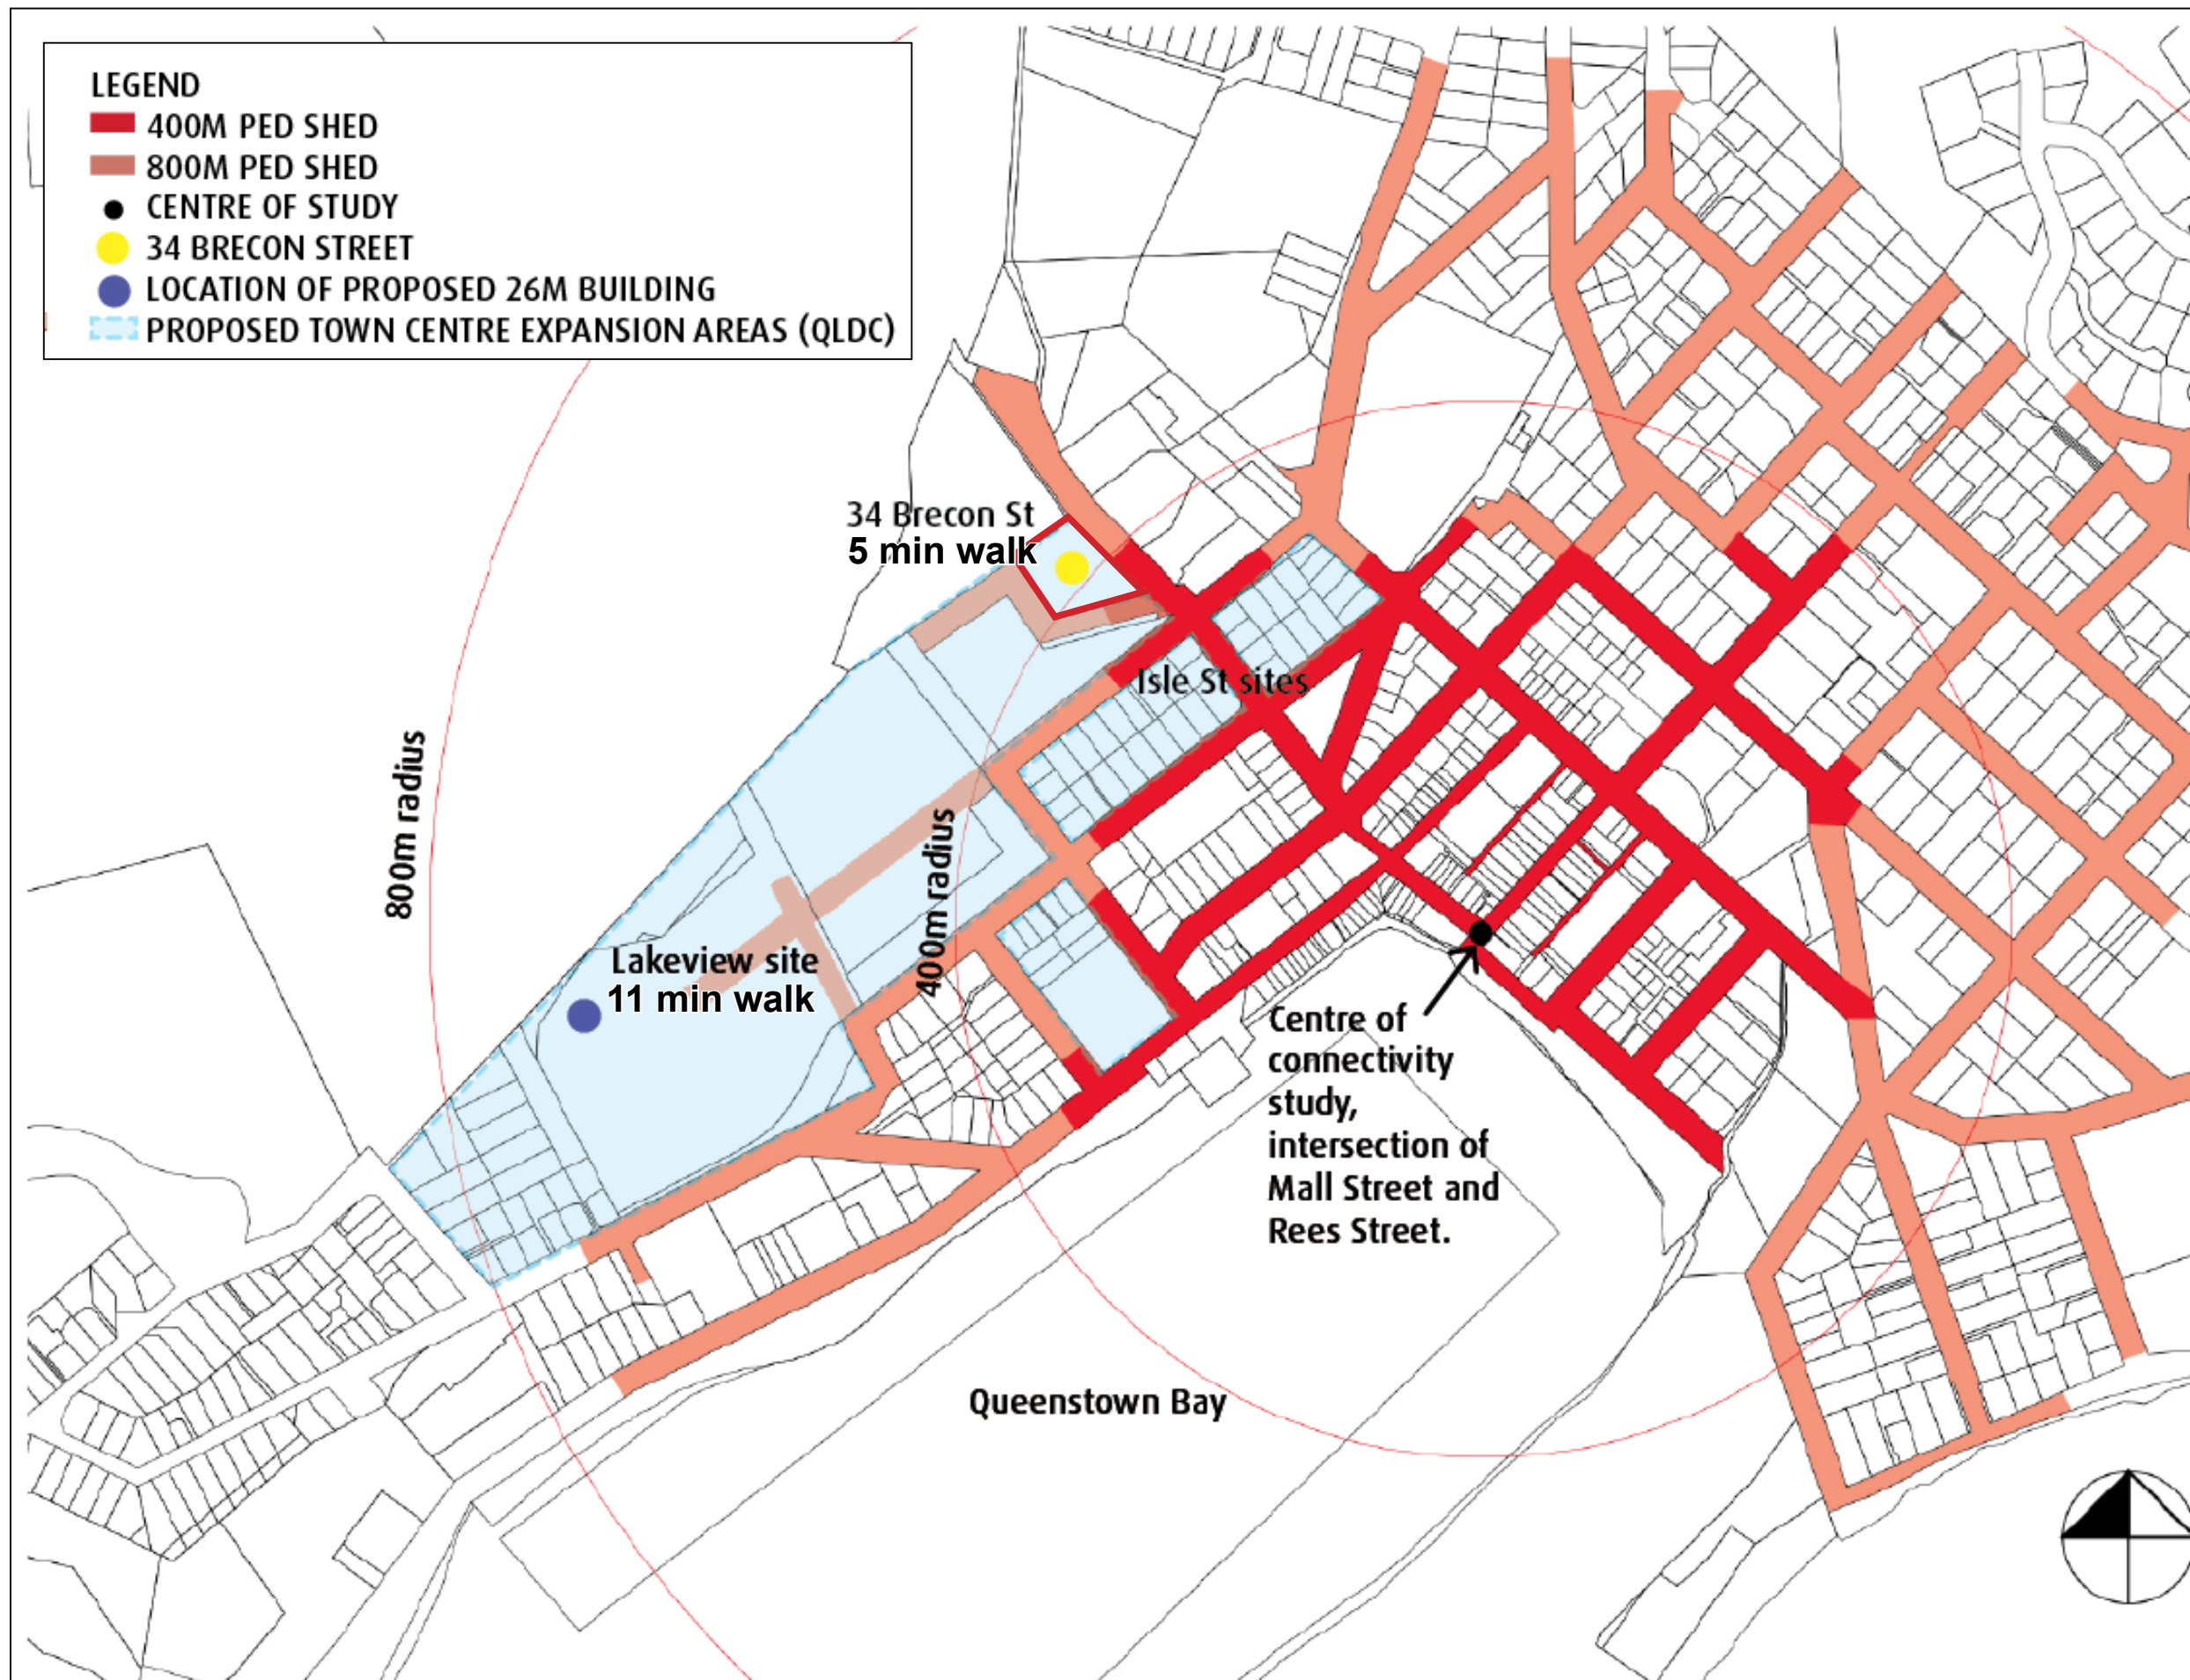 LEGEND
400M PED SHED
800M PED SHED
CENTRE OF STUDY
34 BRECON STREET
LOCATION OF PROPOSED 26M BUILDING
PROPOSED TOWN CENTRE EXPANSION AREAS (QLDC)
34 Brecon St
5 min walk
Isle St sites
800m radius
400m radius
Lakeview site
11 min walk
Centre of
connectivity
study,
intersection of
Mall Street and
Rees Street.
Queenstown Bay